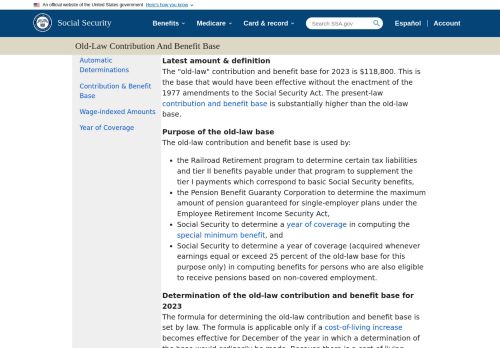 An official website of the United States government Here's how you know
Social Security
Benefits
Medicare
Card & record
Search SSA.gov
Español
Account
Old-Law Contribution And Benefit Base
Automatic
Determinations
Contribution & Benefit
Base
Wage-indexed Amounts
Year of Coverage
Latest amount & definition
The "old-law" contribution and benefit base for 2023 is $118,800. This is
the base that would have been effective without the enactment of the
1977 amendments to the Social Security Act. The present-law
contribution and benefit base is substantially higher than the old-law
base.
Purpose of the old-law base
The old-law contribution and benefit base is used by:
• the Railroad Retirement program to determine certain tax liabilities
and tier II benefits payable under that program to supplement the
tier I payments which correspond to basic Social Security benefits,
• the Pension Benefit Guaranty Corporation to determine the maximum
amount of pension guaranteed for single-employer plans under the
Employee Retirement Income Security Act,
• Social Security to determine a year of coverage in computing the
special minimum benefit, and
• Social Security to determine a year of coverage (acquired whenever
earnings equal or exceed 25 percent of the old-law base for this
purpose only) in computing benefits for persons who are also eligible
to receive pensions based on non-covered employment.
Determination of the old-law contribution and benefit base for
2023
The formula for determining the old-law contribution and benefit base is
set by law. The formula is applicable only if a cost-of-living increase
becomes effective for December of the year in which a determination of